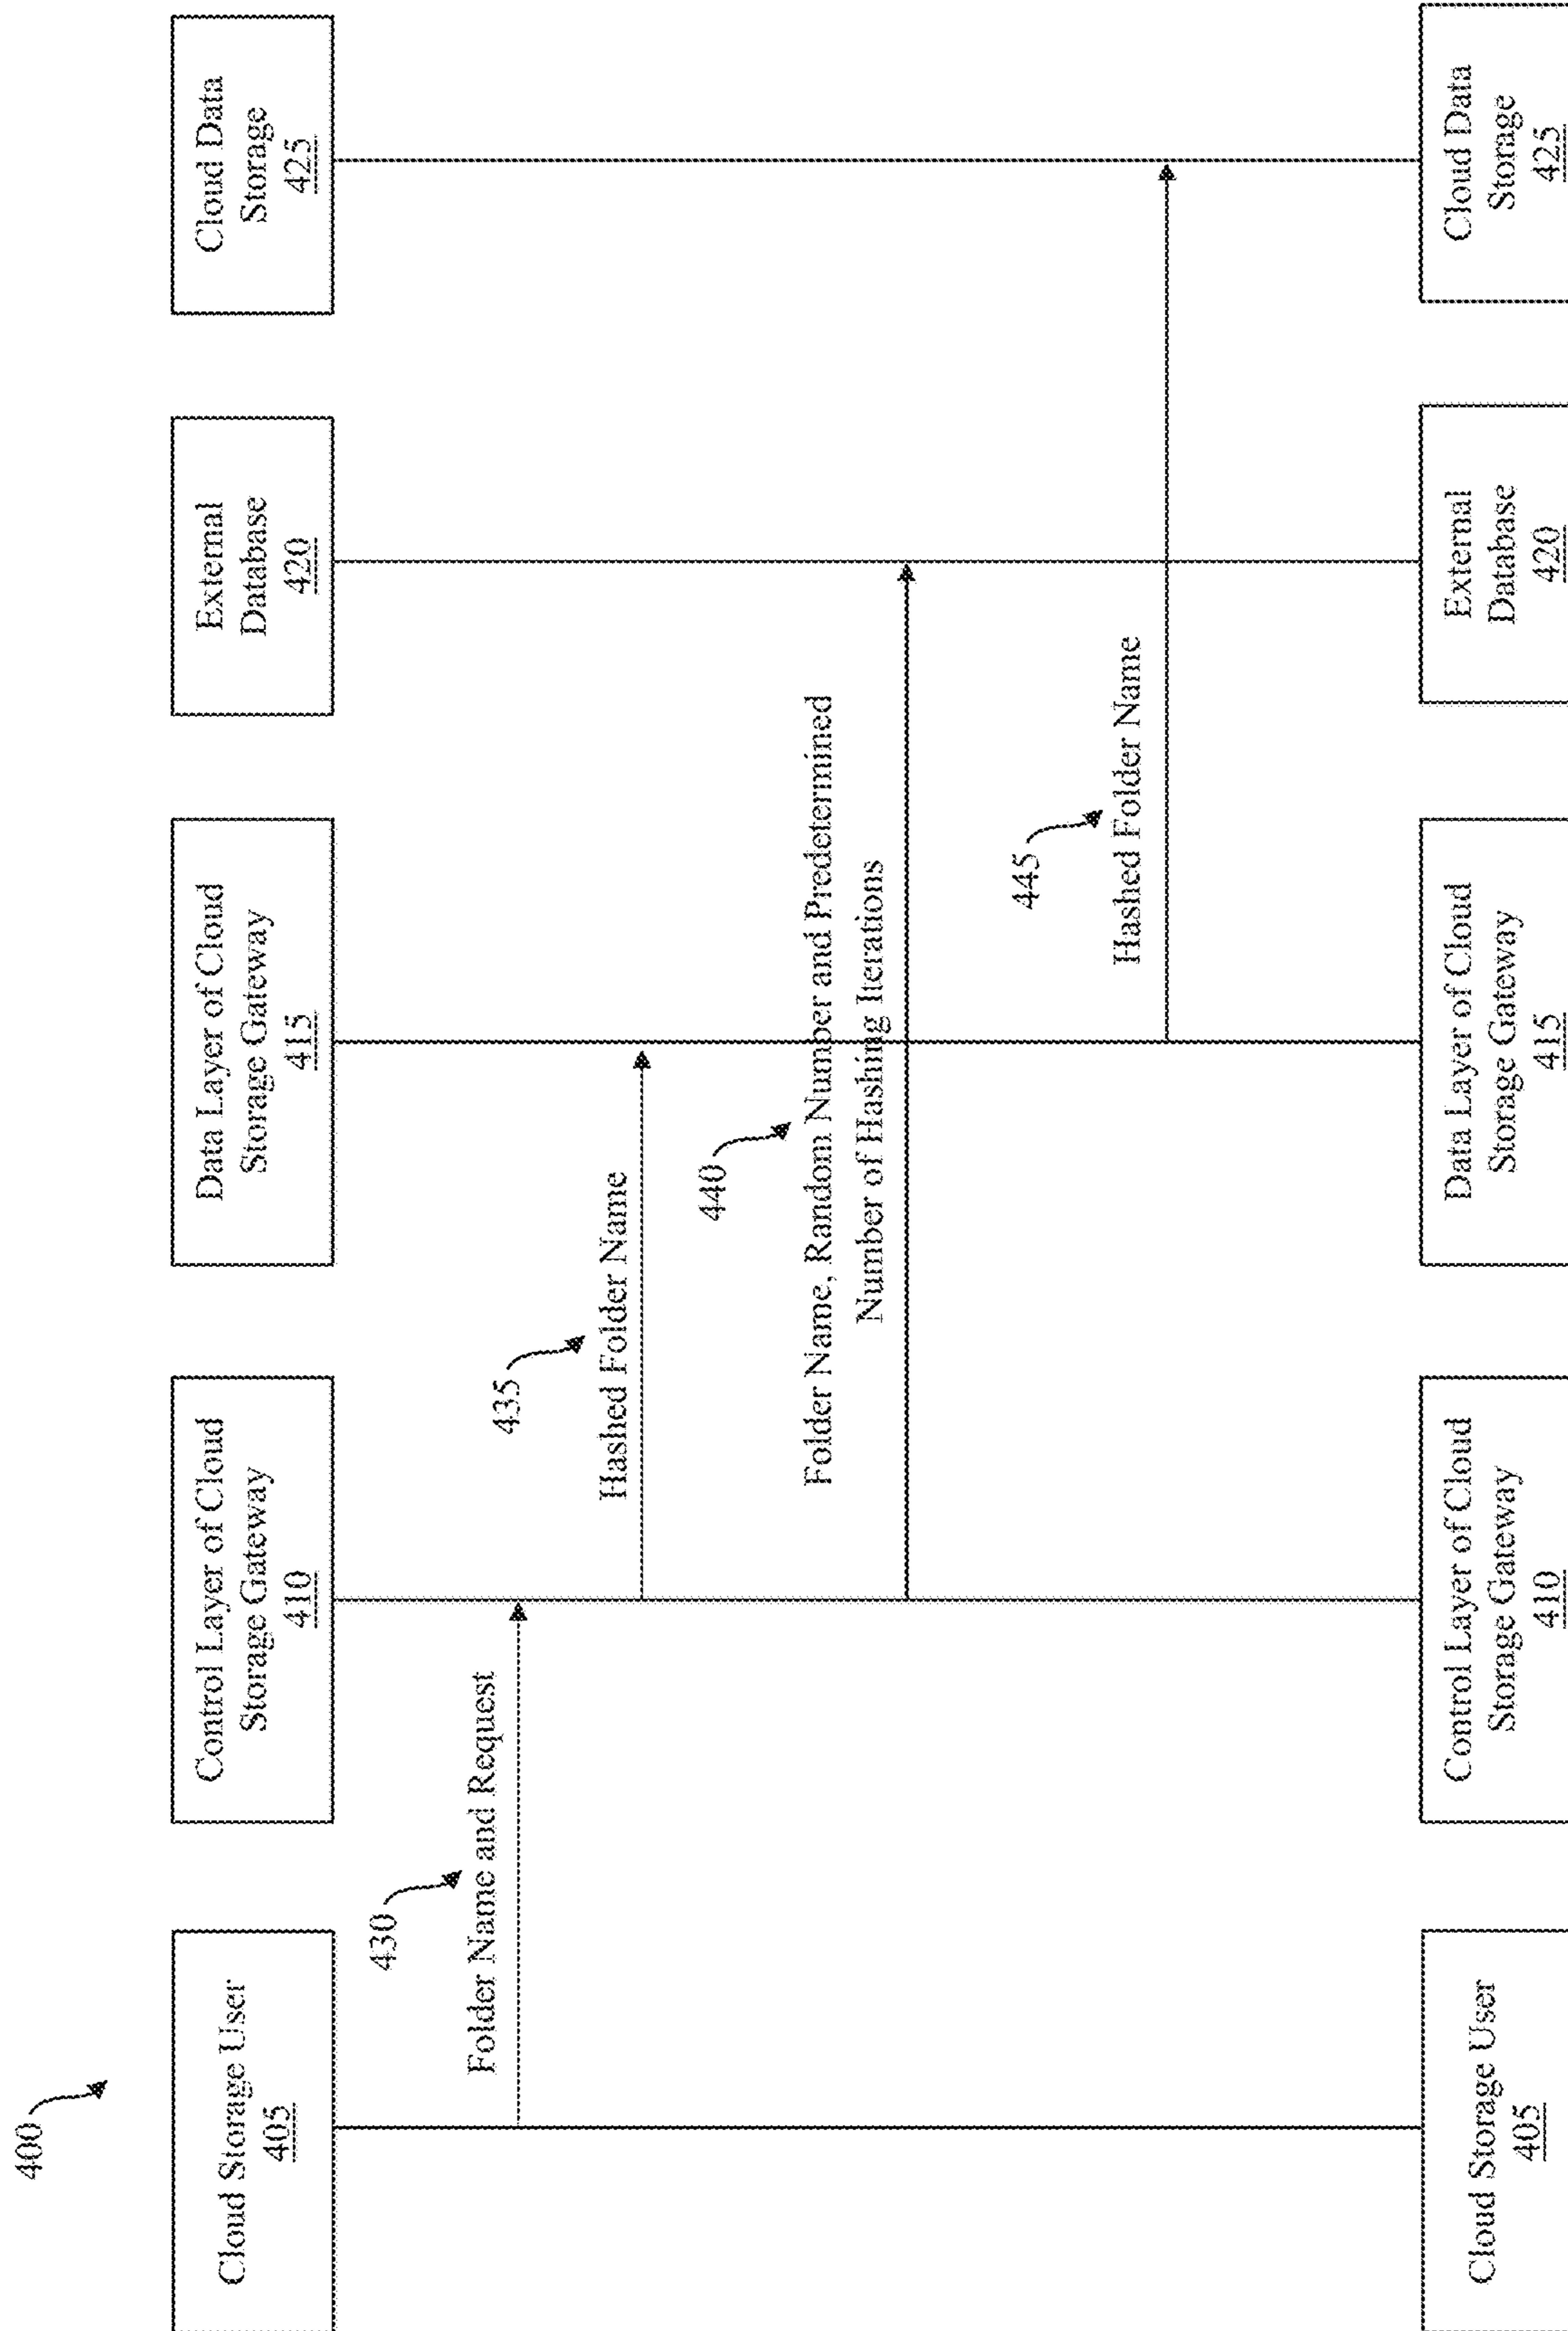 400
Cloud Storage User
405
Control Layer of Cloud
Storage Gateway
410
Data Layer of Cloud
Storage Gateway
415
External
Database
420
Cloud Data
Storage
425
430
Folder Name and Request
435
Hashed Folder Name
440
Folder Name, Random Number and Predetermined
Number of Hashing Iterations
445
Hashed Folder Name
Cloud Storage User
405
Control Layer of Cloud
Storage Gateway
410
Data Layer of Cloud
Storage Gateway
415
External
Database
420
Cloud Data
Storage
425